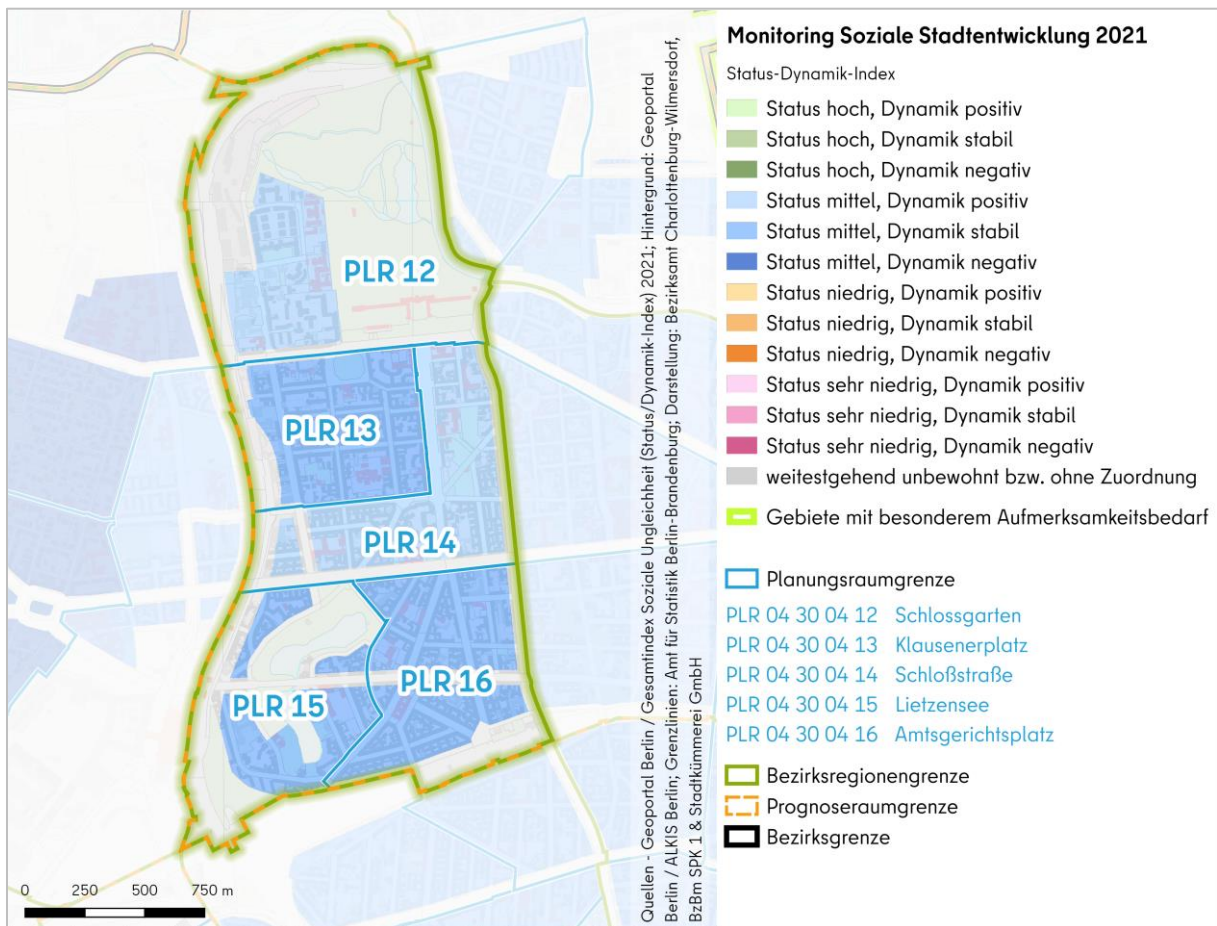 PLR 12
PLR 13
PLR 14
PLR 15
PLR 16
0 250 500 750 m
Quellen - Geoportal Berlin / Gesamtindex Soziale Ungleichheit (Status/Dynamik-Index) 2021; Hintergrund: Geoportal
Berlin / ALKIS Berlin; Grenzlinien: Amt für Statistik Berlin-Brandenburg; Darstellung: Bezirksamt Charlottenburg-Wilmersdorf,
BzBm SPK 1 & Stadtkümmerei GmbH
Monitoring Soziale Stadtentwicklung 2021
Status-Dynamik-Index
Status hoch, Dynamik positiv
Status hoch, Dynamik stabil
Status hoch, Dynamik negativ
Status mittel, Dynamik positiv
Status mittel, Dynamik stabil
Status mittel, Dynamik negativ
Status niedrig, Dynamik positiv
Status niedrig, Dynamik stabil
Status niedrig, Dynamik negativ
Status sehr niedrig, Dynamik positiv
Status sehr niedrig, Dynamik stabil
Status sehr niedrig, Dynamik negativ
weitestgehend unbewohnt bzw. ohne Zuordnung
Gebiete mit besonderem Aufmerksamkeitsbedarf
Planungsraumgrenze
PLR 04 30 04 12 Schlossgarten
PLR 04 30 04 13 Klausenerplatz
PLR 04 30 04 14 Schloßstraße
PLR 04 30 04 15 Lietzensee
PLR 04 30 04 16 Amtsgerichtsplatz
Bezirksregionengrenze
Prognoseraumgrenze
Bezirksgrenze